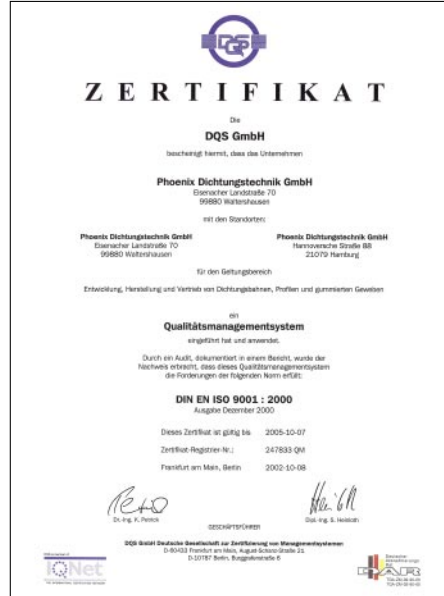 DQS
ZERTIFIKAT
Die
DQS GmbH
bescheinigt hiermit, dass das Unternehmen
Phoenix Dichtungstechnik GmbH
Eisenacher Landstraße 70
99880 Waltershausen
mit den Standorten:
Phoenix Dichtungstechnik GmbH
Eisenacher Landstraße 70
99880 Waltershausen
Phoenix Dichtungstechnik GmbH
Hannoversche Straße 88
21079 Hamburg
für den Geltungsbereich
Entwicklung, Herstellung und Vertrieb von Dichtungsbahnen, Profilen und gummierten Geweben
ein
Qualitätsmanagementsystem
eingeführt hat und anwendet.
Durch ein Audit, dokumentiert in einem Bericht, wurde der
Nachweis erbracht, dass dieses Qualitätsmanagementsystem
die Forderungen der folgenden Norm erfüllt:
DIN EN ISO 9001 : 2000
Ausgabe Dezember 2000
Dieses Zertifikat ist gültig bis 2005-10-07
Zertifikat-Registrier-Nr.: 247833 QM
Frankfurt am Main, Berlin 2002-10-08
Dr.-Ing. K. Petrick
Dipl.-Ing. S. Heinloth
GESCHÄFTSFÜHRER
DQS GmbH Deutsche Gesellschaft zur Zertifizierung von Managementsystemen
D-60433 Frankfurt am Main, August-Schanz-Straße 21
D-10787 Berlin, Burggrafenstraße 6
IQNet
DAR